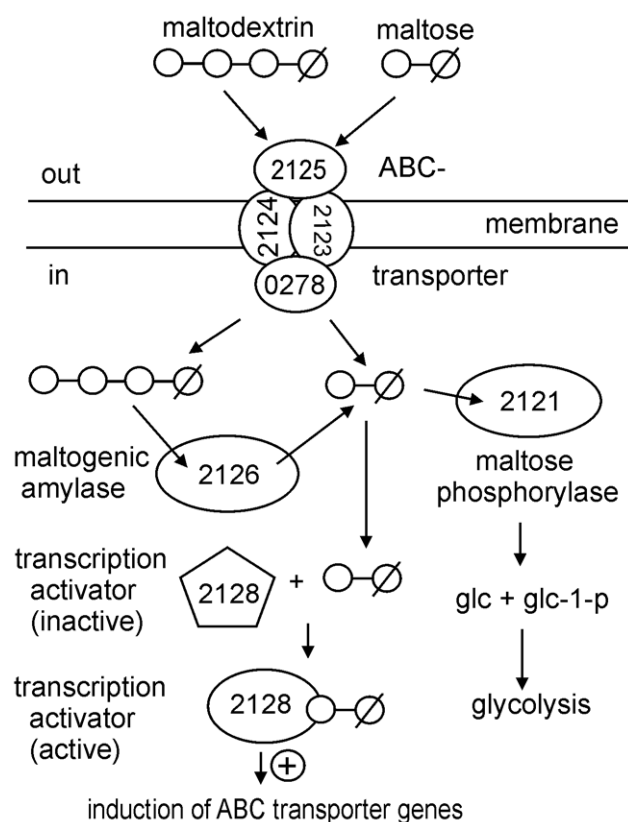 maltodextrin maltose
2125
out ABC-
2124 2123
membrane
in 0278 transporter
2121
maltogenic
amylase
2126
maltose
phosphorylase
transcription
activator
(inactive)
2128 +
glc + glc-1-p
transcription
activator
(active)
2128
glycolysis
+
induction of ABC transporter genes